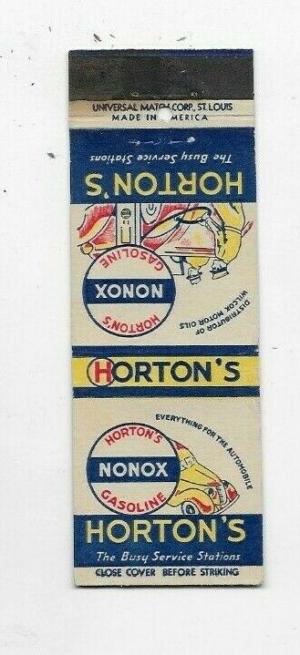 UNIVERSAL MATCH CORP., ST. LOUIS
MADE IN AMERICA
The Busy Service Stations
HORTON'S
DISTRIBUTOR OF
WILCOX MOTOR OILS
HORTON'S
NONOX
GASOLINE
HORTON'S
EVERYTHING FOR THE AUTOMOBILE
HORTON'S
NONOX
GASOLINE
HORTON'S
The Busy Service Stations
CLOSE COVER BEFORE STRIKING